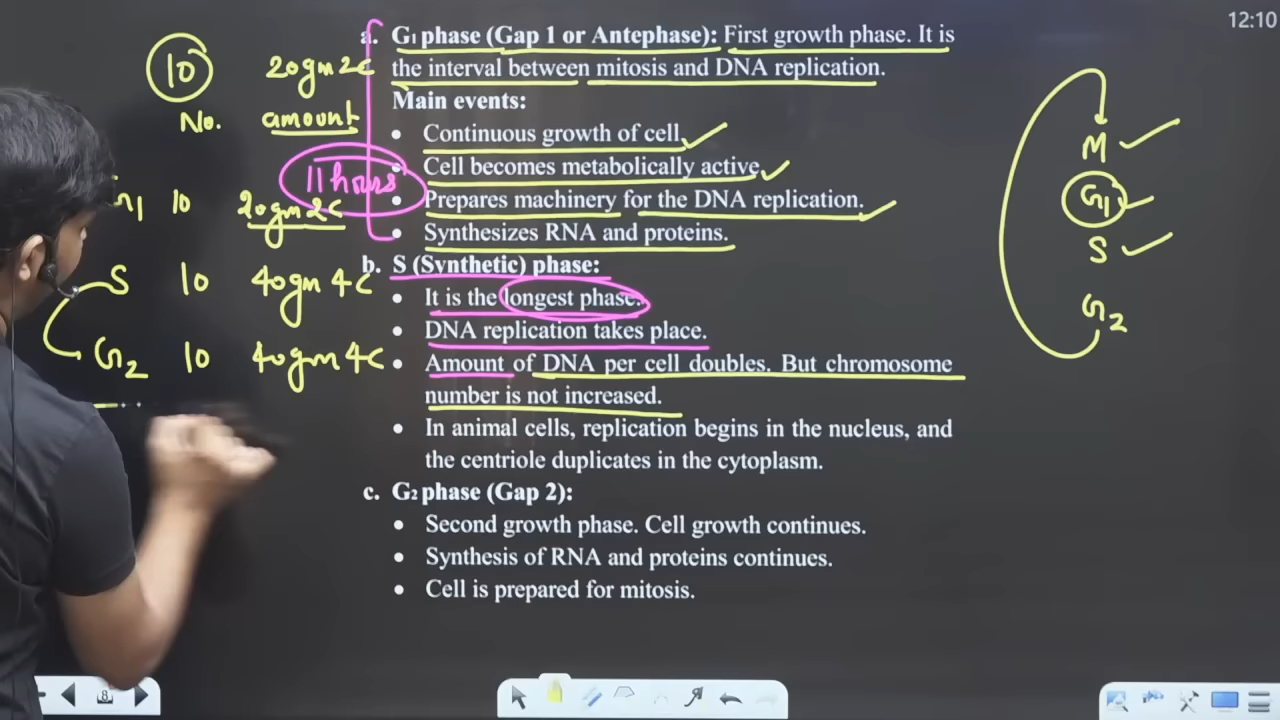 12:10
a. G1 phase (Gap 1 or Antephase): First growth phase. It is
the interval between mitosis and DNA replication.
Main events:
• Continuous growth of cell.
• Cell becomes metabolically active.
• Prepares machinery for the DNA replication.
• Synthesizes RNA and proteins.
b. S (Synthetic) phase:
• It is the longest phase.
• DNA replication takes place.
• Amount of DNA per cell doubles. But chromosome
number is not increased.
• In animal cells, replication begins in the nucleus, and
the centriole duplicates in the cytoplasm.
c. G2 phase (Gap 2):
• Second growth phase. Cell growth continues.
• Synthesis of RNA and proteins continues.
• Cell is prepared for mitosis.
10 20gm 2C
No. amount
11 hours
G1 10 20gm 2C
S 10 40gm 4C
G2 10 40gm 4C
M
G1
S
G2
8